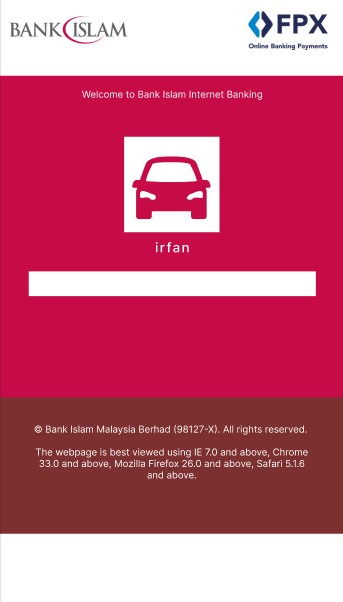 BANK ISLAM
FPX
Online Banking Payments
Welcome to Bank Islam Internet Banking
irfan
© Bank Islam Malaysia Berhad (98127-X). All rights reserved.
The webpage is best viewed using IE 7.0 and above, Chrome
33.0 and above, Mozilla Firefox 26.0 and above, Safari 5.1.6
and above.